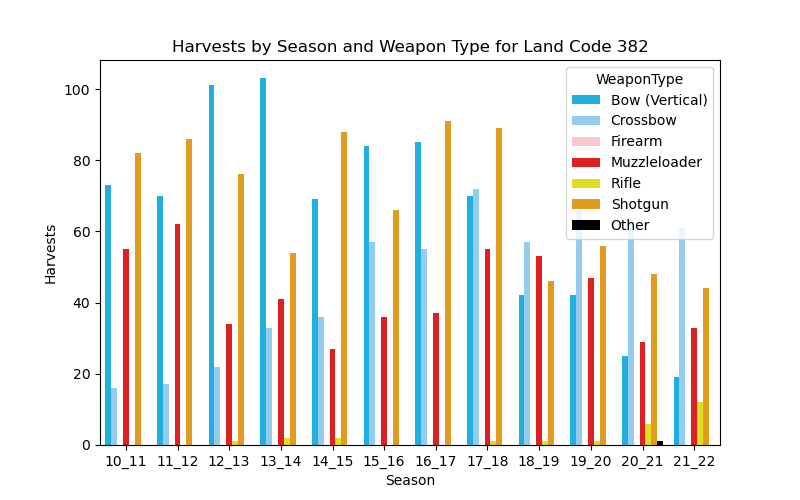 Harvests by Season and Weapon Type for Land Code 382
WeaponType
Bow (Vertical)
Crossbow
Firearm
Muzzleloader
Rifle
Shotgun
Other
100
80
60
40
20
0
Harvests
10_11 11_12 12_13 13_14 14_15 15_16 16_17 17_18 18_19 19_20 20_21 21_22
Season